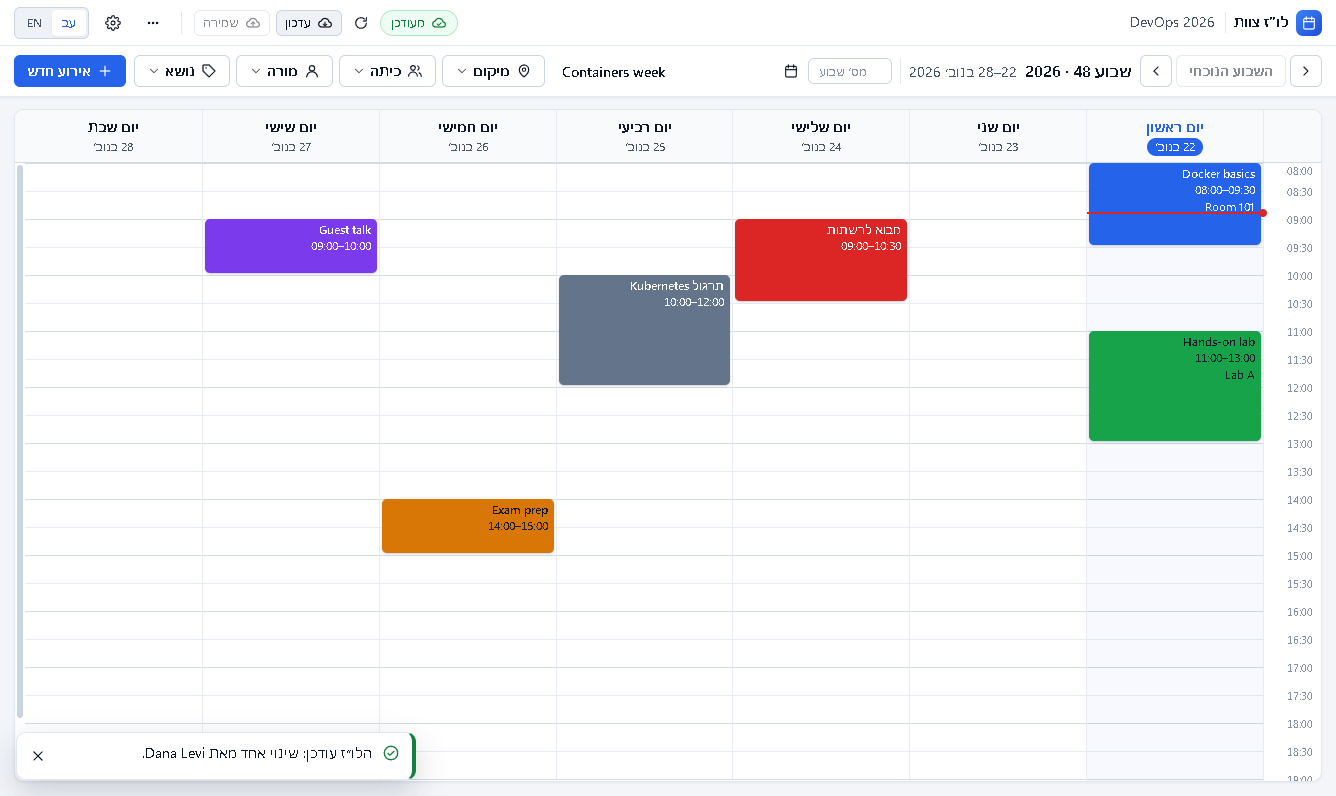 לו״ז צוות
DevOps 2026
מעודכן
עדכון
שמירה
עב
EN
השבוע הנוכחי
שבוע 48 · 2026
22–28 בנוב׳ 2026
מס׳ שבוע
Containers week
מיקום
כיתה
מורה
נושא
אירוע חדש
יום ראשון
22 בנוב׳
יום שני
23 בנוב׳
יום שלישי
24 בנוב׳
יום רביעי
25 בנוב׳
יום חמישי
26 בנוב׳
יום שישי
27 בנוב׳
יום שבת
28 בנוב׳
08:00
08:30
09:00
09:30
10:00
10:30
11:00
11:30
12:00
12:30
13:00
13:30
14:00
14:30
15:00
15:30
16:00
16:30
17:00
17:30
18:00
18:30
19:00
Docker basics
08:00–09:30
Room 101
Hands-on lab
11:00–13:00
Lab A
מבוא לרשתות
09:00–10:30
תרגול Kubernetes
10:00–12:00
Exam prep
14:00–15:00
Guest talk
09:00–10:00
הלו״ז עודכן: שינוי אחד מאת Dana Levi.